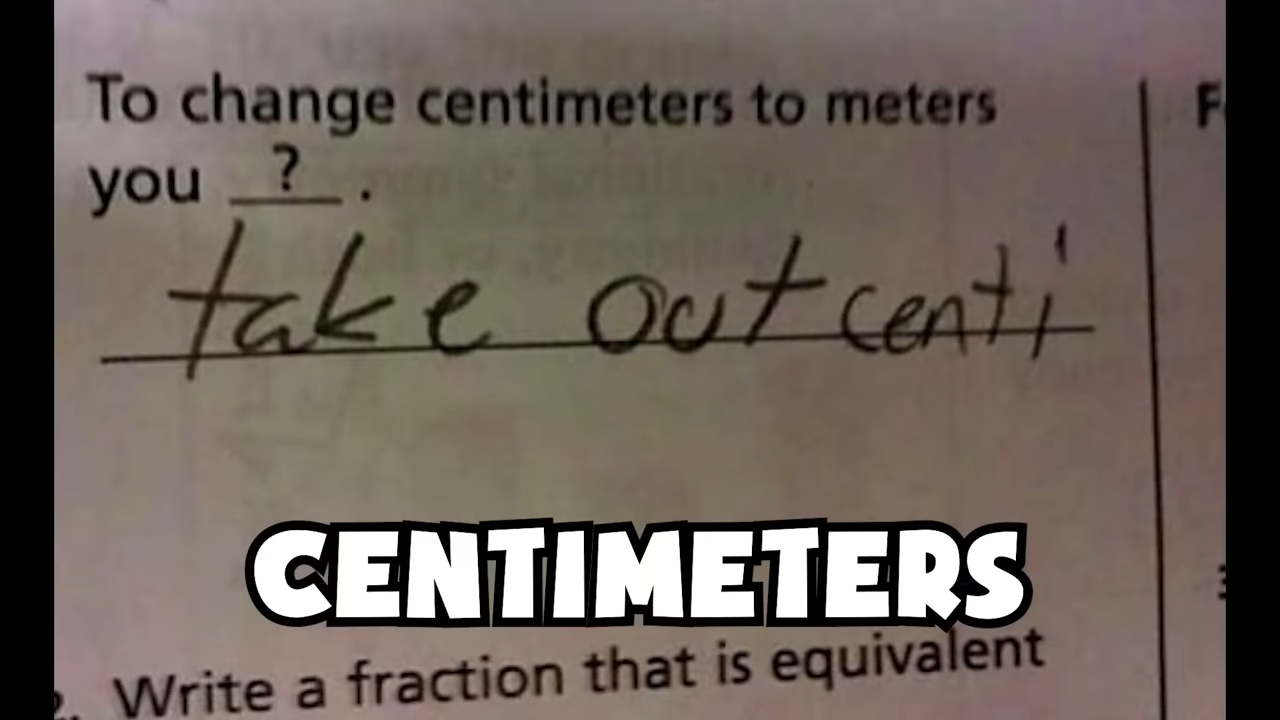 To change centimeters to meters
you ? .
take out centi
CENTIMETERS
Write a fraction that is equivalent